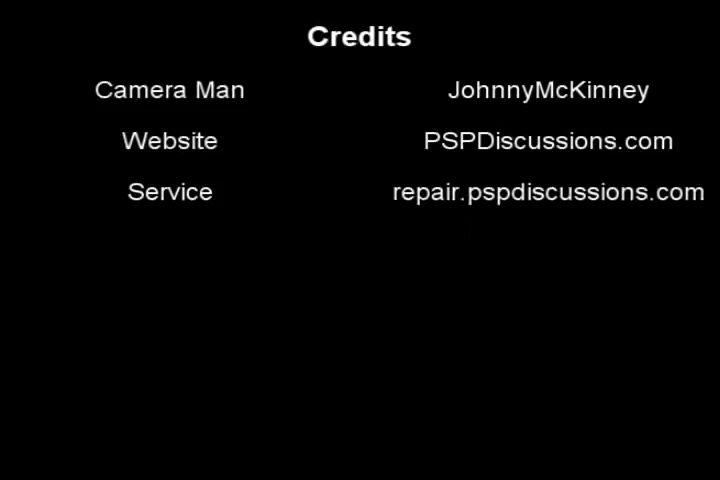 Credits
Camera Man JohnnyMcKinney
Website PSPDiscussions.com
Service repair.pspdiscussions.com